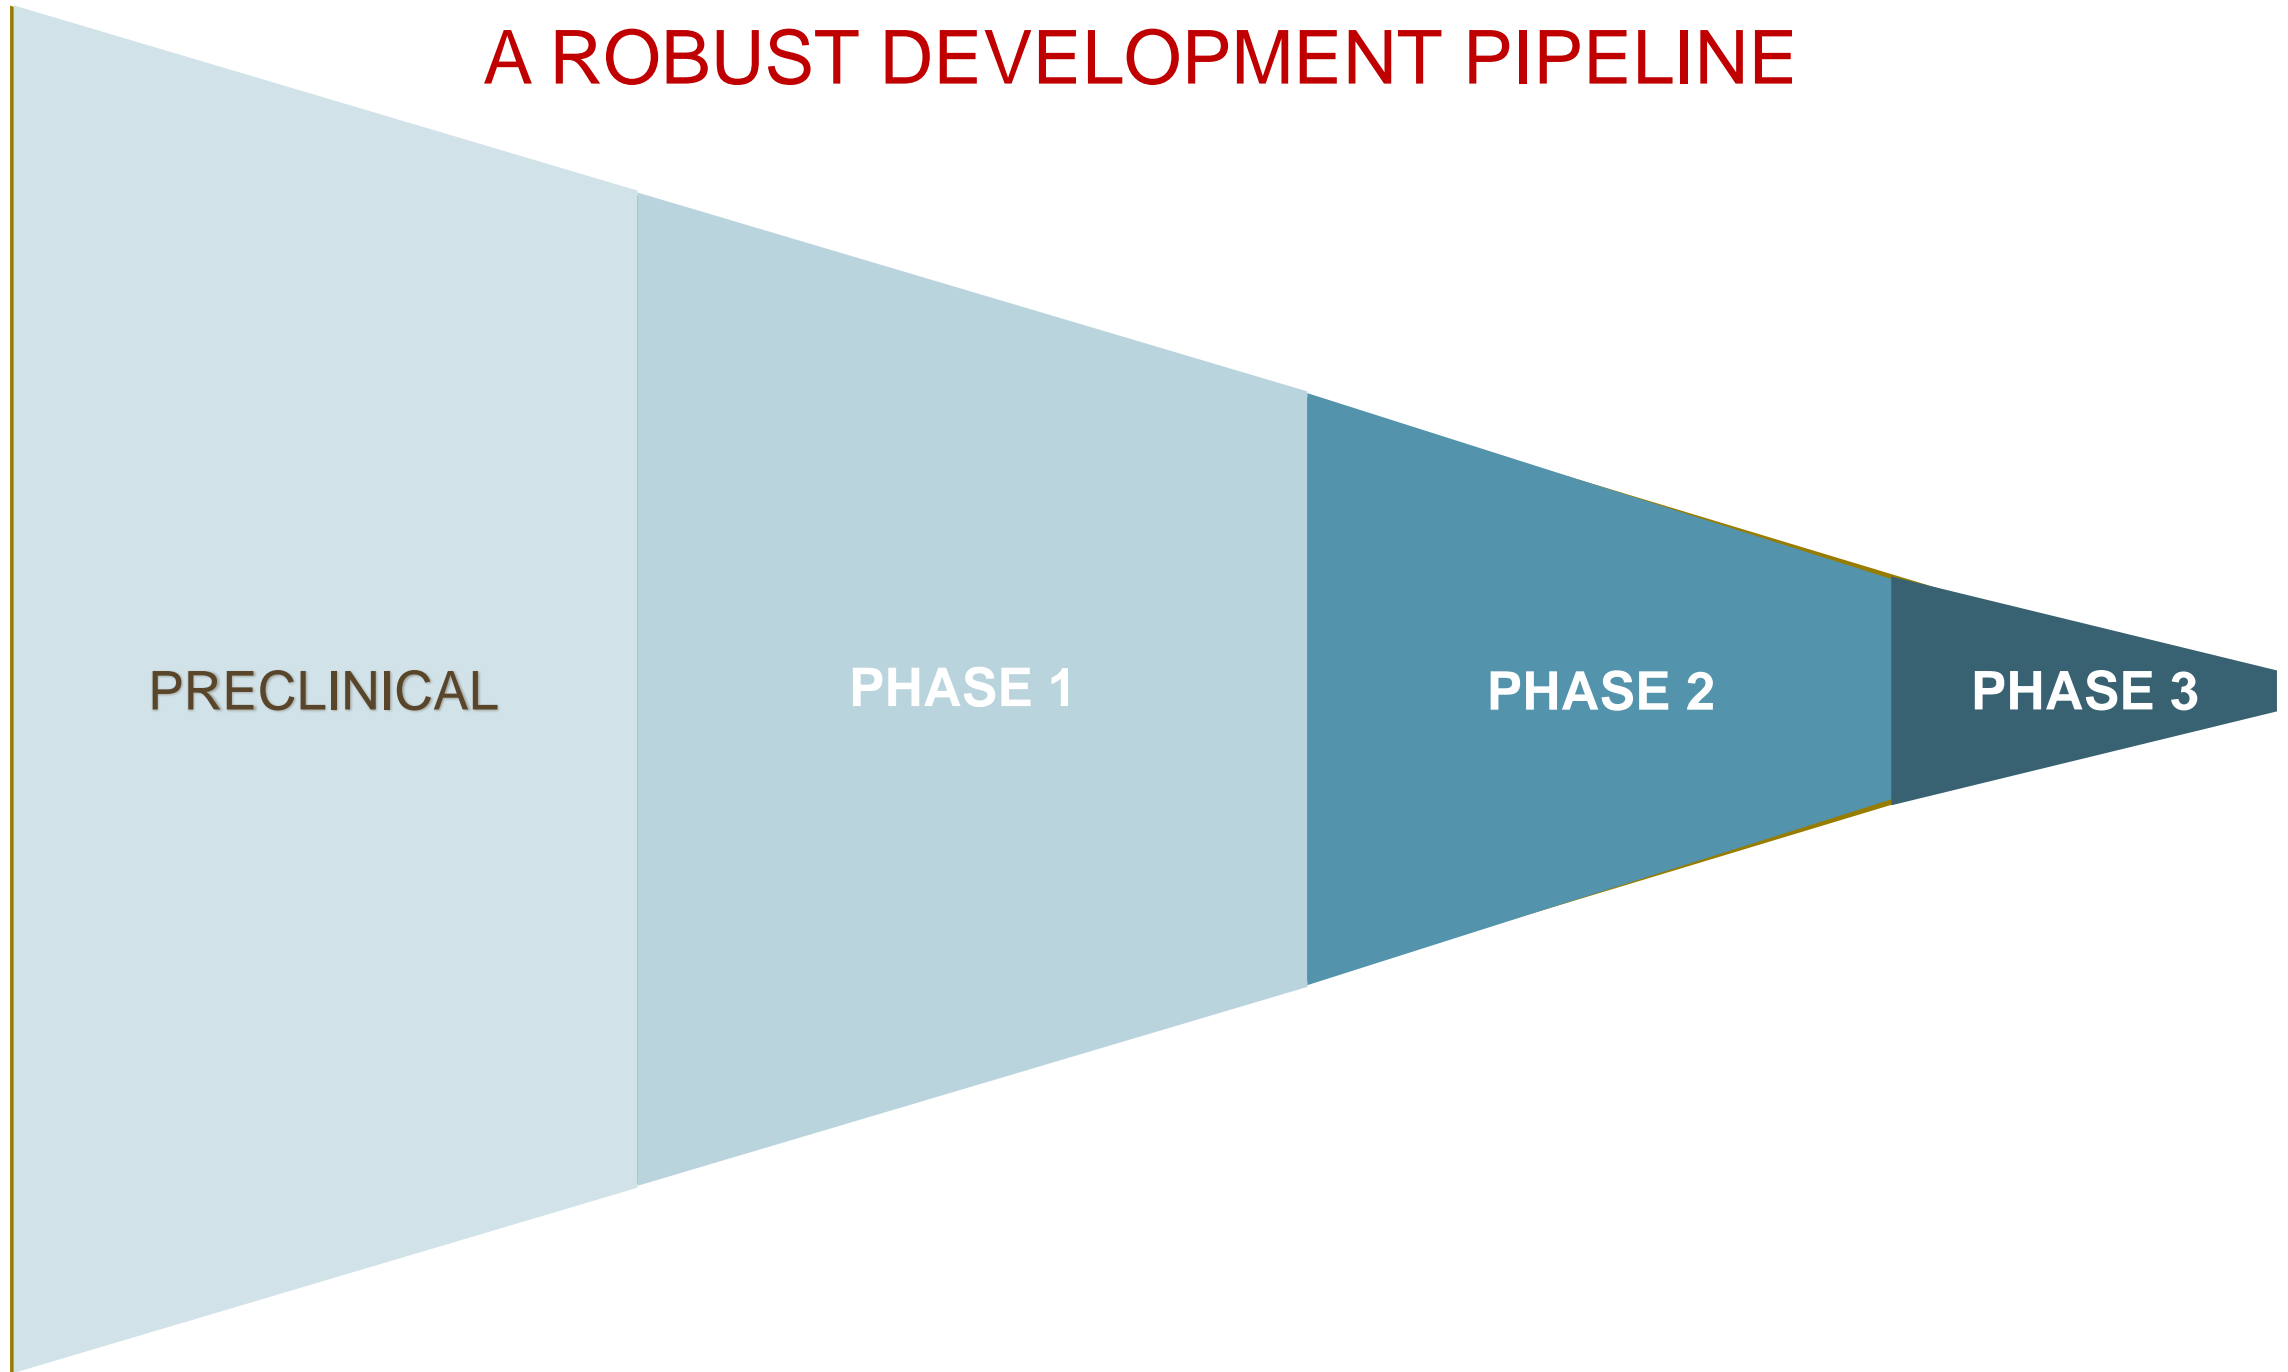 A ROBUST DEVELOPMENT PIPELINE
PRECLINICAL
PHASE 1
PHASE 2
PHASE 3